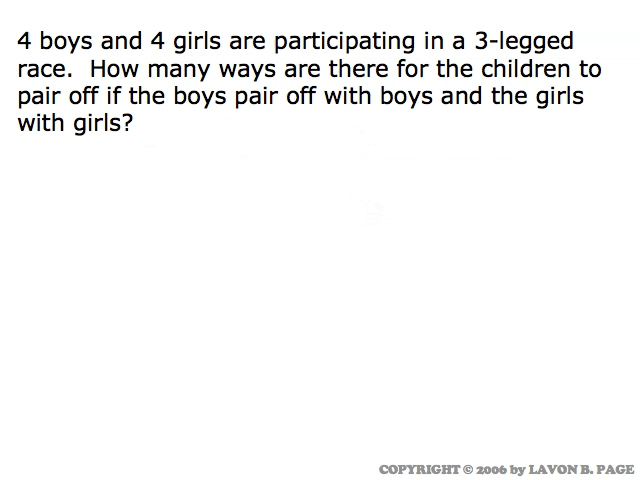 4 boys and 4 girls are participating in a 3-legged
race.  How many ways are there for the children to
pair off if the boys pair off with boys and the girls
with girls?
COPYRIGHT © 2006 by LAVON B. PAGE